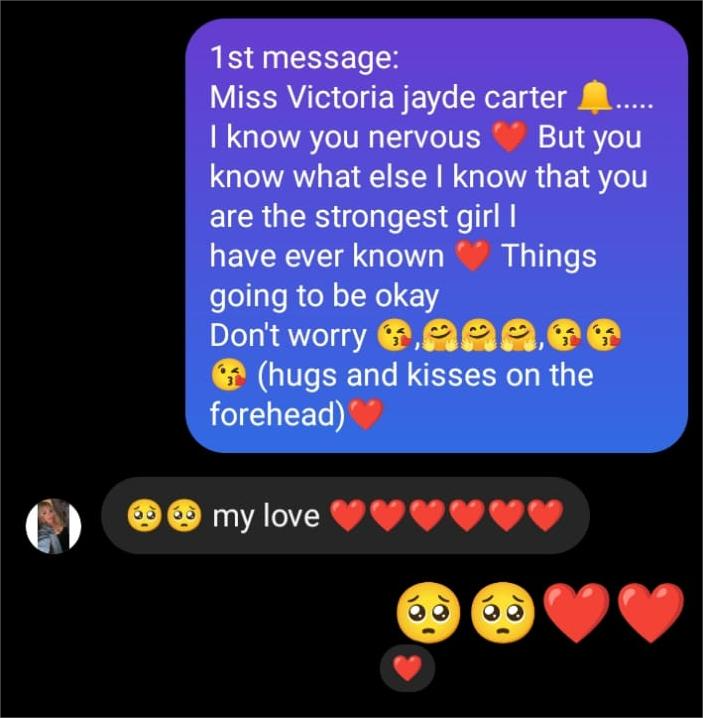 1st message:
Miss Victoria jayde carter 🔔.....
I know you nervous ❤️ But you
know what else I know that you
are the strongest girl I
have ever known ❤️ Things
going to be okay
Don't worry 😘,🤗🤗🤗,😘😘
😘 (hugs and kisses on the
forehead)❤️
🥺🥺 my love ❤️❤️❤️❤️❤️❤️
🥺🥺❤️❤️
❤️